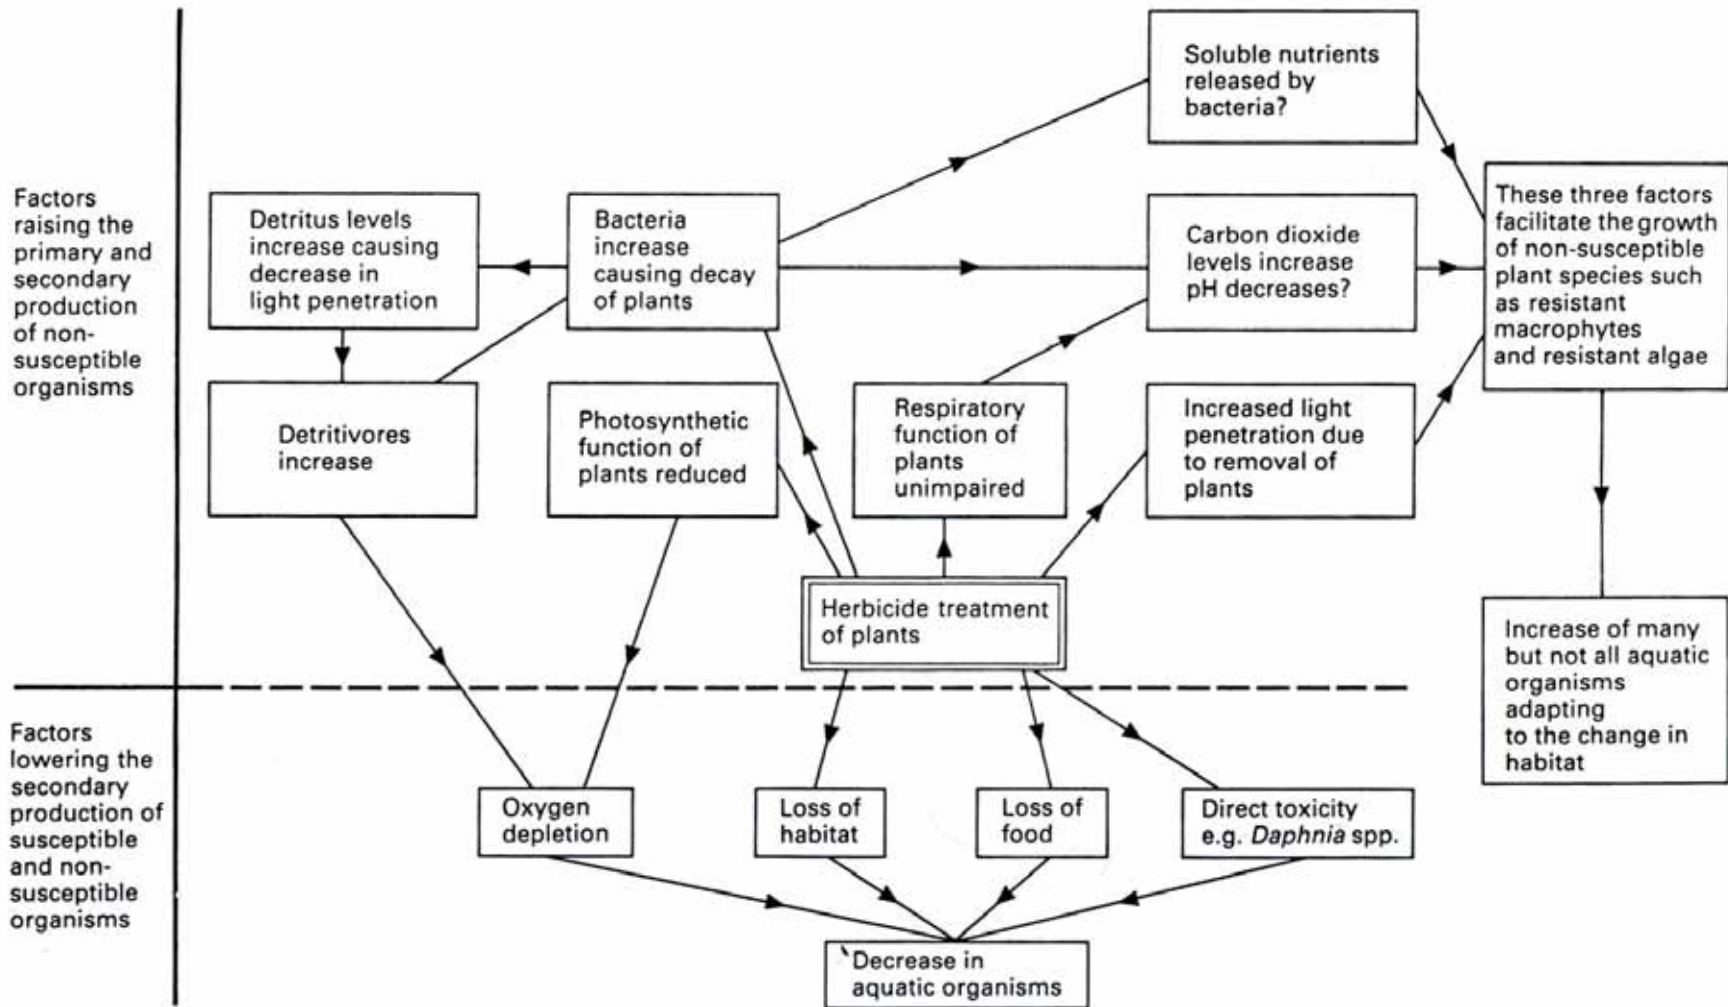 Soluble nutrients
released by
bacteria?
Factors
raising the
primary and
secondary
production
of non-
susceptible
organisms
Detritus levels
increase causing
decrease in
light penetration
Bacteria
increase
causing decay
of plants
Carbon dioxide
levels increase
pH decreases?
These three factors
facilitate the growth
of non-susceptible
plant species such
as resistant
macrophytes
and resistant algae
Detritivores
increase
Photosynthetic
function of
plants reduced
Respiratory
function of
plants
unimpaired
Increased light
penetration due
to removal of
plants
Herbicide treatment
of plants
Increase of many
but not all aquatic
organisms
adapting
to the change in
habitat
Factors
lowering the
secondary
production of
susceptible
and non-
susceptible
organisms
Oxygen
depletion
Loss of
habitat
Loss of
food
Direct toxicity
e.g. Daphnia spp.
Decrease in
aquatic organisms